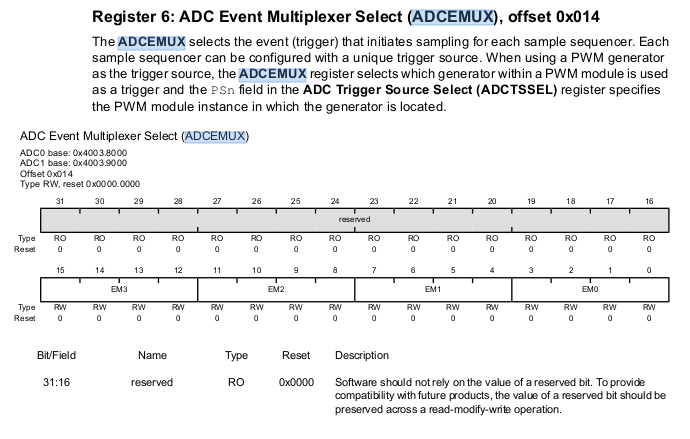 Register 6: ADC Event Multiplexer Select (ADCEMUX), offset 0x014
The ADCEMUX selects the event (trigger) that initiates sampling for each sample sequencer. Each
sample sequencer can be configured with a unique trigger source. When using a PWM generator
as the trigger source, the ADCEMUX register selects which generator within a PWM module is used
as a trigger and the PSn field in the ADC Trigger Source Select (ADCTSSEL) register specifies
the PWM module instance in which the generator is located.
ADC Event Multiplexer Select (ADCEMUX)
ADC0 base: 0x4003.8000
ADC1 base: 0x4003.9000
Offset 0x014
Type RW, reset 0x0000.0000
31 30 29 28 27 26 25 24 23 22 21 20 19 18 17 16
reserved
Type RO RO RO RO RO RO RO RO RO RO RO RO RO RO RO RO
Reset 0 0 0 0 0 0 0 0 0 0 0 0 0 0 0 0
15 14 13 12 11 10 9 8 7 6 5 4 3 2 1 0
EM3 EM2 EM1 EM0
Type RW RW RW RW RW RW RW RW RW RW RW RW RW RW RW RW
Reset 0 0 0 0 0 0 0 0 0 0 0 0 0 0 0 0
Bit/Field Name Type Reset Description
31:16 reserved RO 0x0000 Software should not rely on the value of a reserved bit. To provide
compatibility with future products, the value of a reserved bit should be
preserved across a read-modify-write operation.